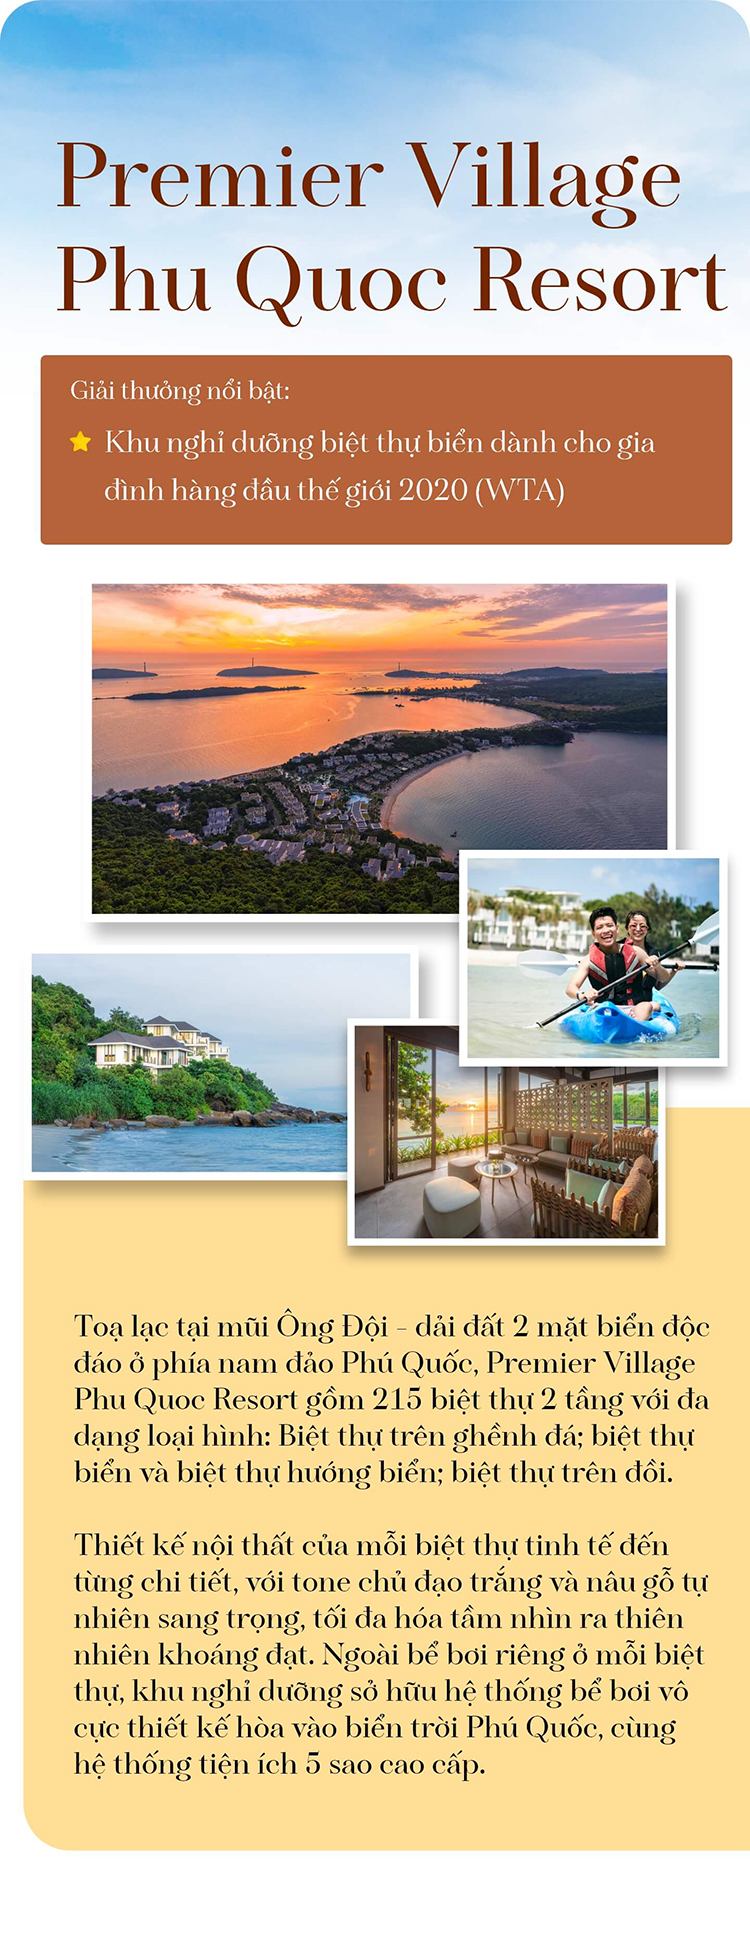 Premier Village
Phu Quoc Resort
Giải thưởng nổi bật:
Khu nghỉ dưỡng biệt thự biển dành cho gia
đình hàng đầu thế giới 2020 (WTA)
Toạ lạc tại mũi Ông Đội - dải đất 2 mặt biển độc
đáo ở phía nam đảo Phú Quốc, Premier Village
Phu Quoc Resort gồm 215 biệt thự 2 tầng với đa
dạng loại hình: Biệt thự trên ghềnh đá; biệt thự
biển và biệt thự hướng biển; biệt thự trên đồi.
Thiết kế nội thất của mỗi biệt thự tinh tế đến
từng chi tiết, với tone chủ đạo trắng và nâu gỗ tự
nhiên sang trọng, tối đa hóa tầm nhìn ra thiên
nhiên khoáng đạt. Ngoài bể bơi riêng ở mỗi biệt
thự, khu nghỉ dưỡng sở hữu hệ thống bể bơi vô
cực thiết kế hòa vào biển trời Phú Quốc, cùng
hệ thống tiện ích 5 sao cao cấp.